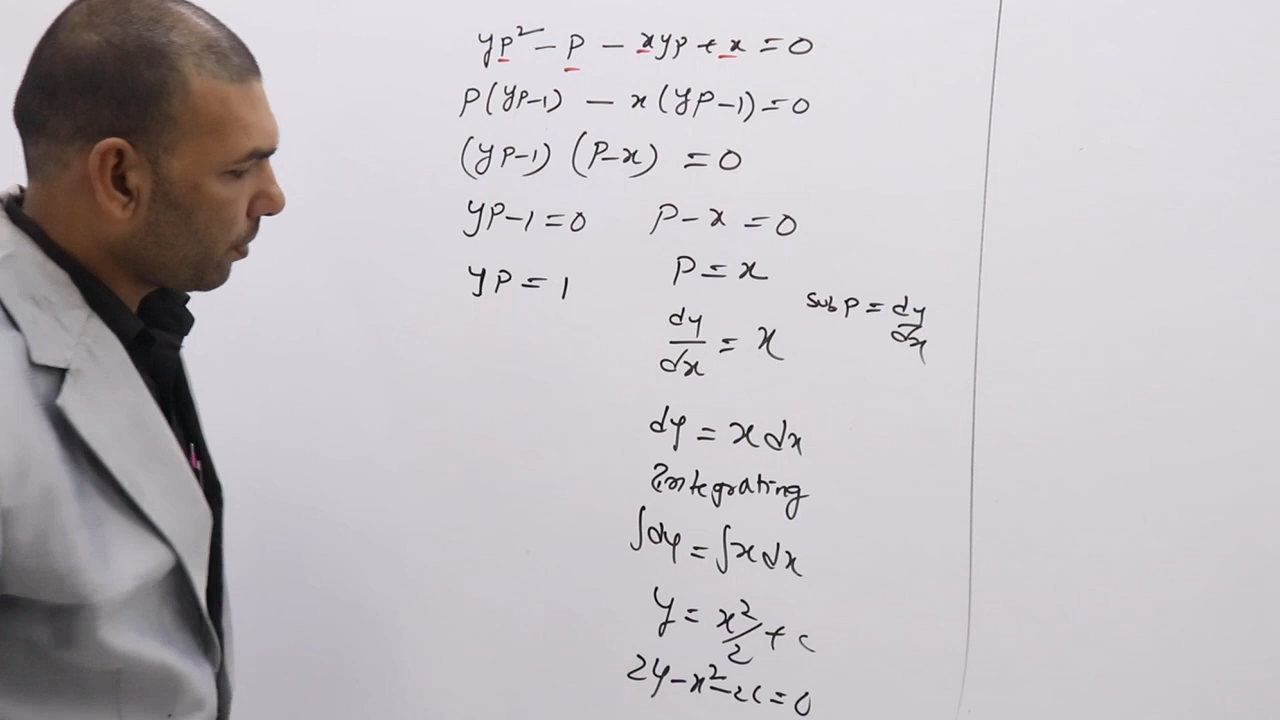 yp² - p - xyp + x = 0
p(yp-1) - x(yp-1) = 0
(yp-1) (p-x) = 0
yp-1=0 p-x=0
yp=1 p=x
sub p = dy/dx
dy/dx = x
dy = x dx
Integrating
∫dy = ∫x dx
y = x²/2 + c
2y-x²-2c=0